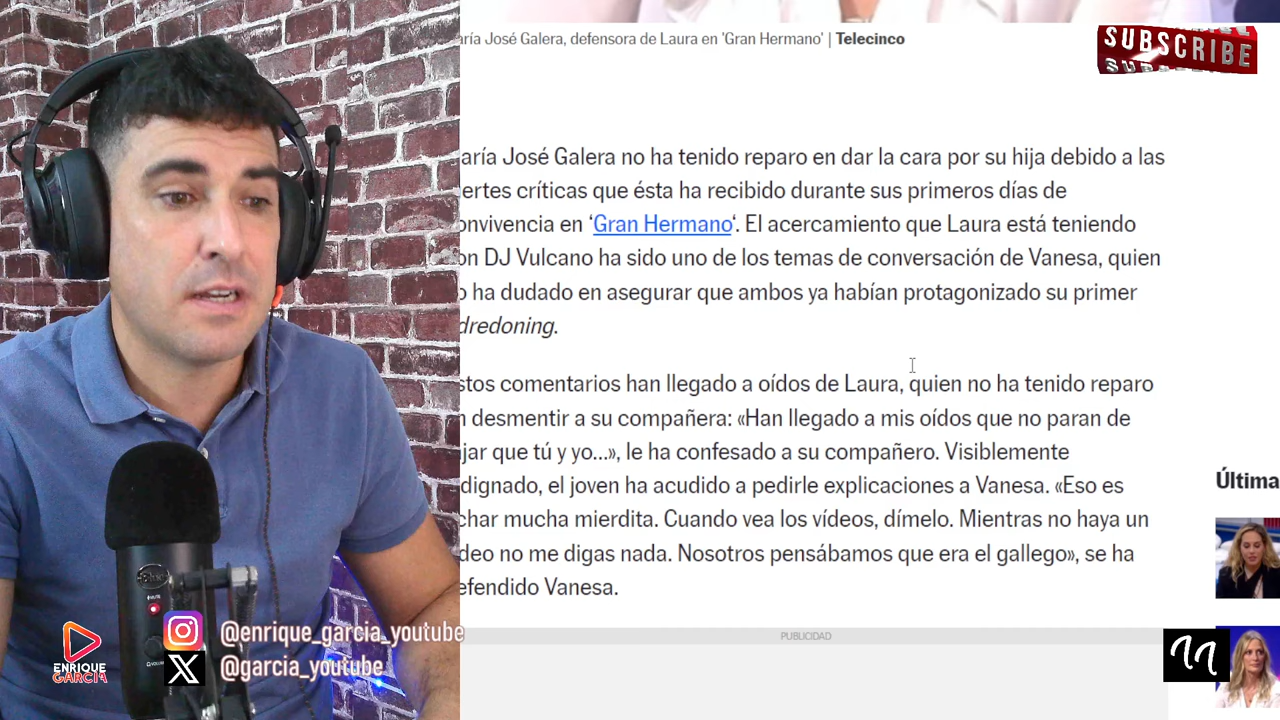 SUBSCRIBE
aría José Galera, defensora de Laura en 'Gran Hermano' | Telecinco
aría José Galera no ha tenido reparo en dar la cara por su hija debido a las
ertes críticas que ésta ha recibido durante sus primeros días de
onvivencia en ‘Gran Hermano‘. El acercamiento que Laura está teniendo
on DJ Vulcano ha sido uno de los temas de conversación de Vanesa, quien
o ha dudado en asegurar que ambos ya habían protagonizado su primer
dredoning.
stos comentarios han llegado a oídos de Laura, quien no ha tenido reparo
n desmentir a su compañera: «Han llegado a mis oídos que no paran de
jar que tú y yo...», le ha confesado a su compañero. Visiblemente
dignado, el joven ha acudido a pedirle explicaciones a Vanesa. «Eso es
char mucha mierdita. Cuando vea los vídeos, dímelo. Mientras no haya un
deo no me digas nada. Nosotros pensábamos que era el gallego», se ha
efendido Vanesa.
Última
PUBLICIDAD
ENRIQUE
GARCIA
@enrique_garcia_youtube
@garcia_youtube